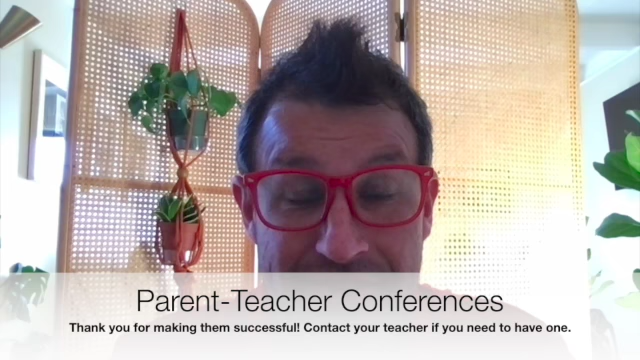 Parent-Teacher Conferences
Thank you for making them successful! Contact your teacher if you need to have one.